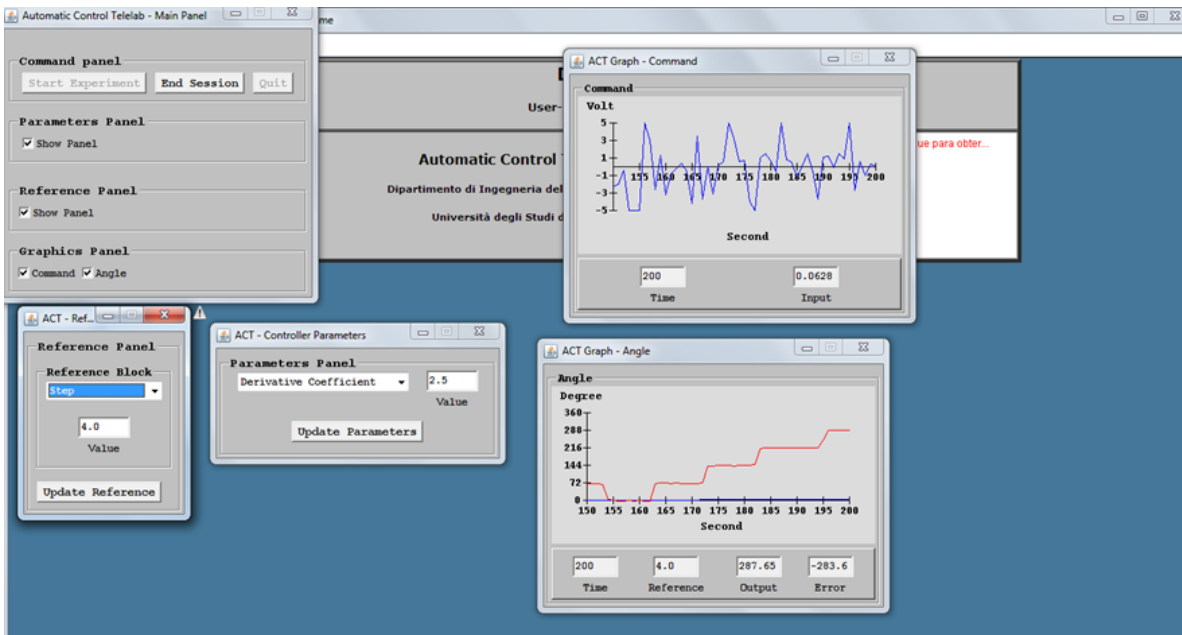 Automatic Control Telelab - Main Panel
me
Command panel
Start Experiment End Session Quit
Parameters Panel
Show Panel
Reference Panel
Show Panel
Graphics Panel
Command Angle
User-
Automatic Control
Dipartimento di Ingegneria del
Università degli Studi d
ue para obter...
ACT Graph - Command
Command
Volt
5
3
1
-1
-3
-5
155 160 165 170 175 180 185 190 195 200
Second
200 0.0628
Time Input
ACT - Ref...
Reference Panel
Reference Block
Step
4.0
Value
Update Reference
ACT - Controller Parameters
Parameters Panel
Derivative Coefficient 2.5
Value
Update Parameters
ACT Graph - Angle
Angle
Degree
360
288
216
144
72
0
150 155 160 165 170 175 180 185 190 195 200
Second
200 4.0 287.65 -283.6
Time Reference Output Error